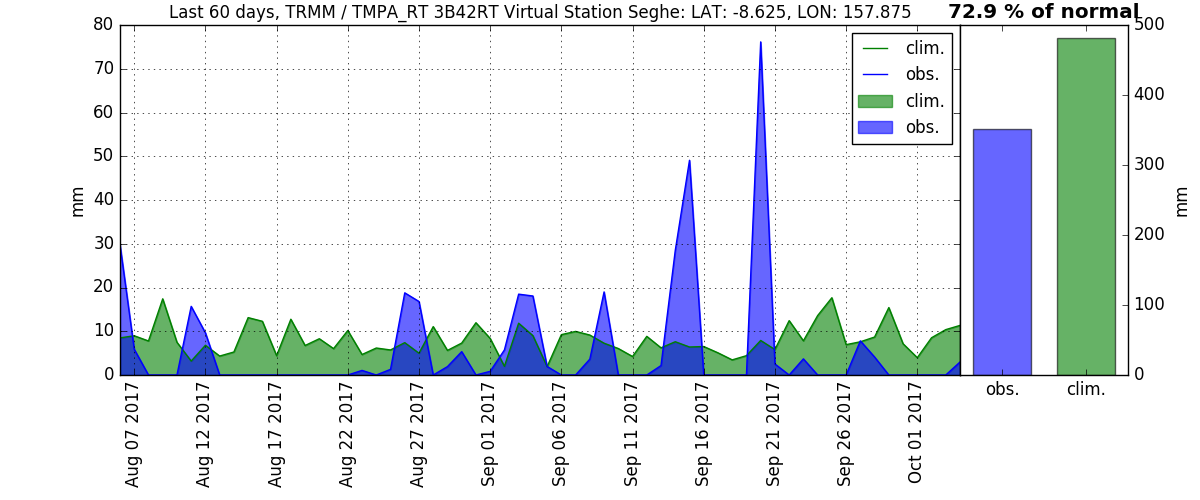 Last 60 days, TRMM / TMPA_RT 3B42RT Virtual Station Seghe: LAT: -8.625, LON: 157.875
72.9 % of normal
80
70
60
50
40
30
20
10
0
mm
clim.
obs.
clim.
obs.
500
400
300
200
100
0
mm
obs.
clim.
Aug 07 2017
Aug 12 2017
Aug 17 2017
Aug 22 2017
Aug 27 2017
Sep 01 2017
Sep 06 2017
Sep 11 2017
Sep 16 2017
Sep 21 2017
Sep 26 2017
Oct 01 2017